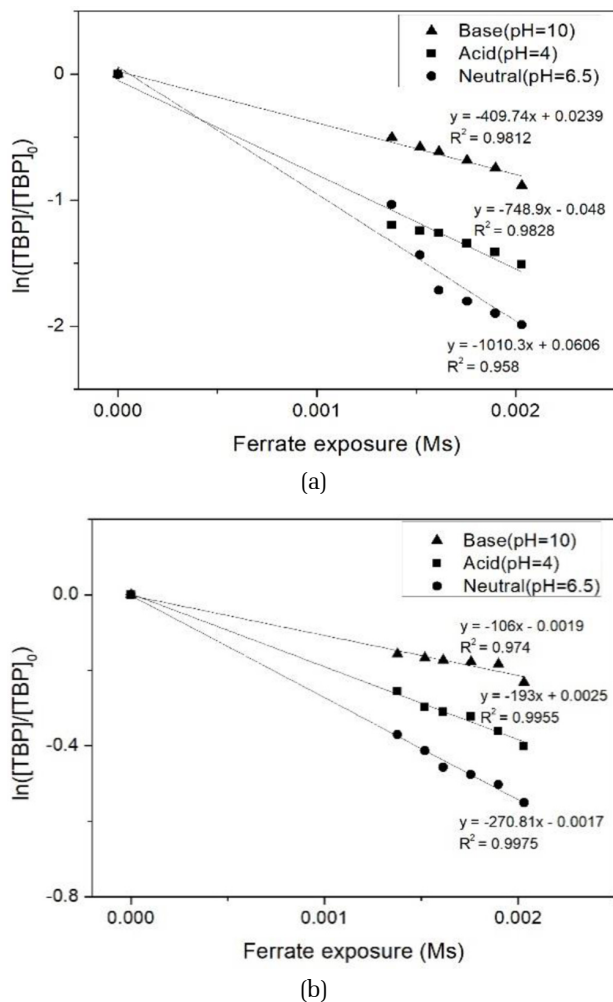 Base(pH=10)
Acid(pH=4)
Neutral(pH=6.5)
0
-1
-2
ln([TBP]/[TBP]₀)
y = -409.74x + 0.0239
R² = 0.9812
y = -748.9x - 0.048
R² = 0.9828
y = -1010.3x + 0.0606
R² = 0.958
0.000
0.001
0.002
Ferrate exposure (Ms)
(a)
Base(pH=10)
Acid(pH=4)
Neutral(pH=6.5)
0.0
-0.4
-0.8
ln([TBP]/[TBP]₀)
y = -106x - 0.0019
R² = 0.974
y = -193x + 0.0025
R² = 0.9955
y = -270.81x - 0.0017
R² = 0.9975
0.000
0.001
0.002
Ferrate exposure (Ms)
(b)